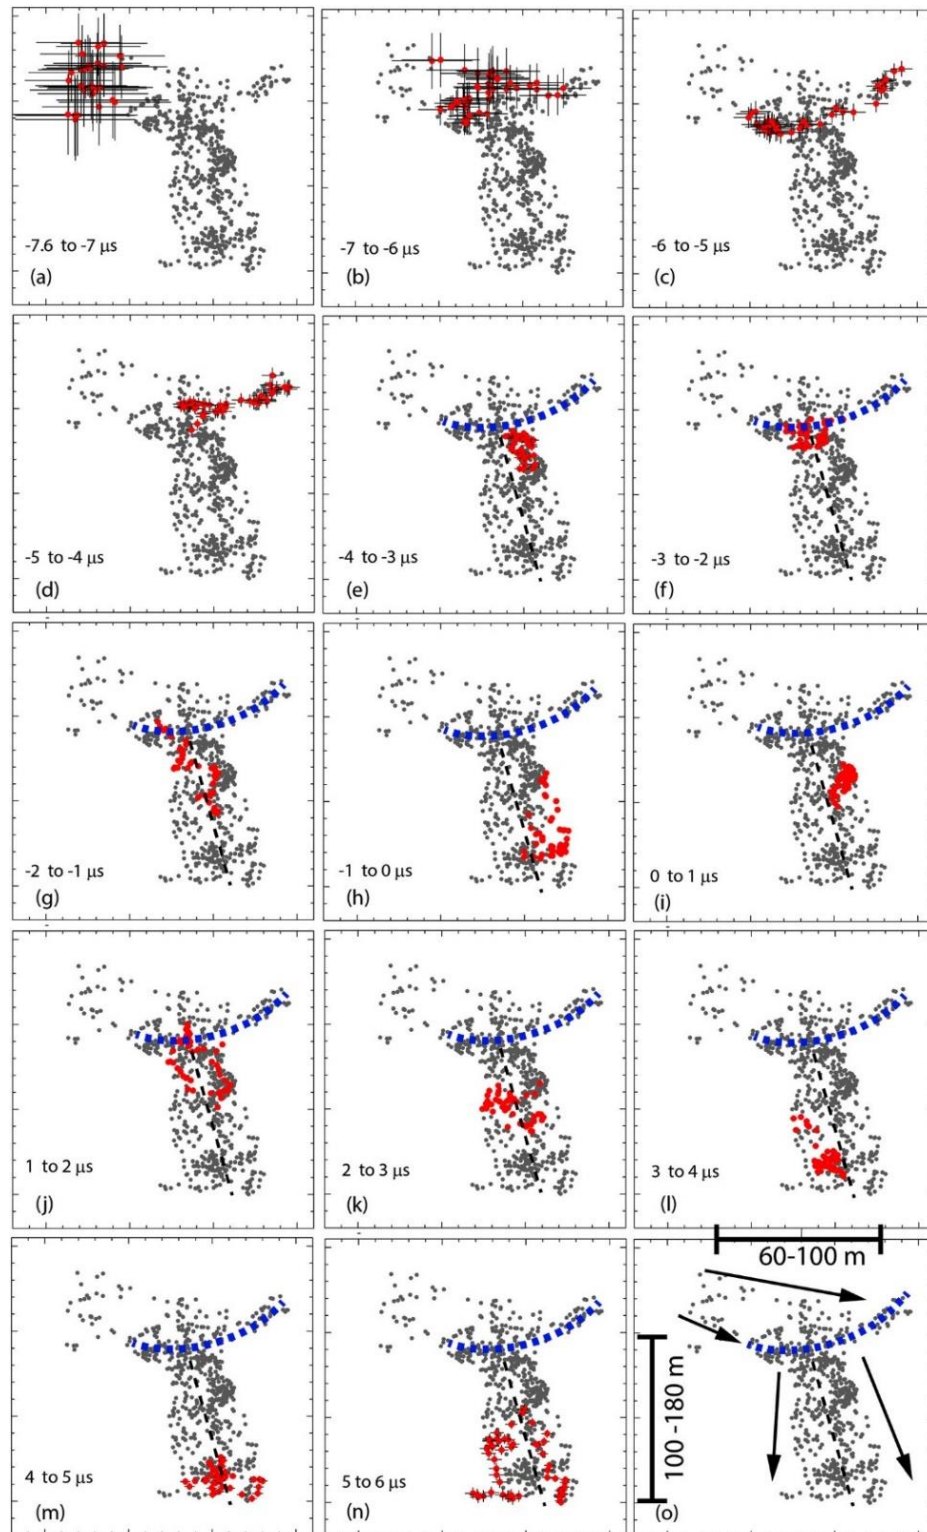 -7.6 to -7 μs
(a)
-7 to -6 μs
(b)
-6 to -5 μs
(c)
-5 to -4 μs
(d)
-4 to -3 μs
(e)
-3 to -2 μs
(f)
-2 to -1 μs
(g)
-1 to 0 μs
(h)
0 to 1 μs
(i)
1 to 2 μs
(j)
2 to 3 μs
(k)
3 to 4 μs
(l)
4 to 5 μs
(m)
5 to 6 μs
(n)
60-100 m
100 -180 m
(o)